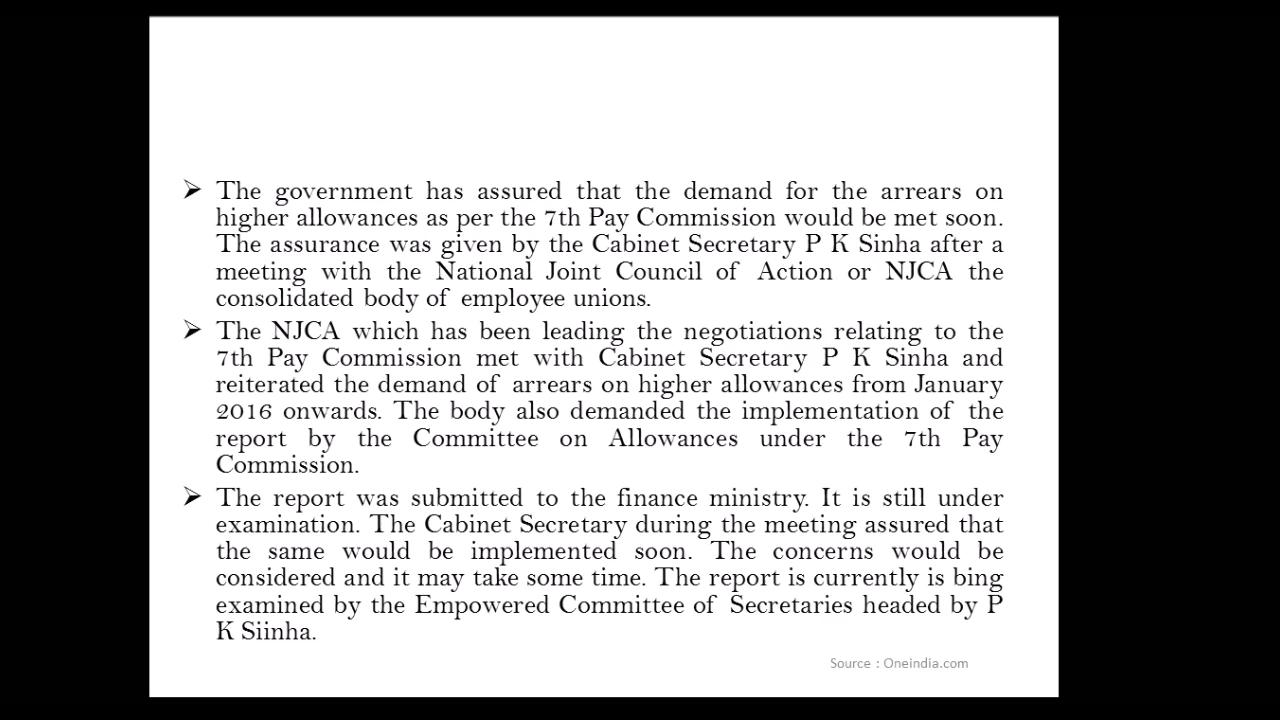 ➢ The government has assured that the demand for the arrears on
higher allowances as per the 7th Pay Commission would be met soon.
The assurance was given by the Cabinet Secretary P K Sinha after a
meeting with the National Joint Council of Action or NJCA the
consolidated body of employee unions.
➢ The NJCA which has been leading the negotiations relating to the
7th Pay Commission met with Cabinet Secretary P K Sinha and
reiterated the demand of arrears on higher allowances from January
2016 onwards. The body also demanded the implementation of the
report by the Committee on Allowances under the 7th Pay
Commission.
➢ The report was submitted to the finance ministry. It is still under
examination. The Cabinet Secretary during the meeting assured that
the same would be implemented soon. The concerns would be
considered and it may take some time. The report is currently is bing
examined by the Empowered Committee of Secretaries headed by P
K Siinha.
Source : Oneindia.com